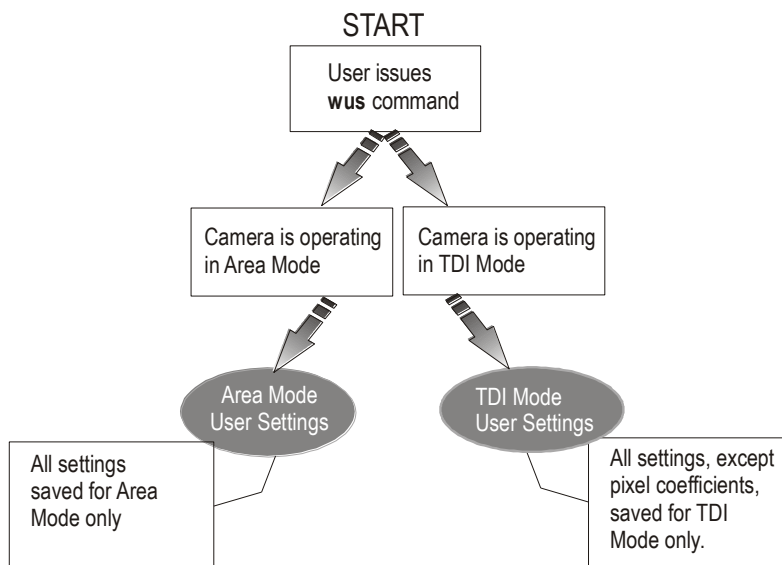 START
User issues
wus command
Camera is operating
in Area Mode
Camera is operating
in TDI Mode
Area Mode
User Settings
TDI Mode
User Settings
All settings
saved for Area
Mode only
All settings, except
pixel coefficients,
saved for TDI
Mode only.